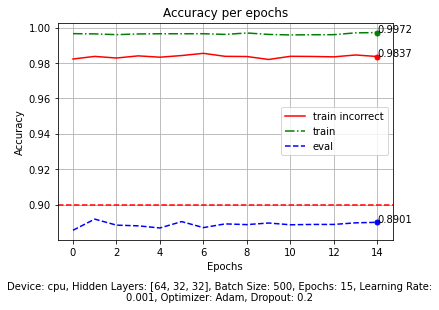 Accuracy per epochs
1.00
0.98
0.96
0.94
0.92
0.90
Accuracy
0.9972
0.9837
0.8901
train incorrect
train
eval
0 2 4 6 8 10 12 14
Epochs
Device: cpu, Hidden Layers: [64, 32, 32], Batch Size: 500, Epochs: 15, Learning Rate:
0.001, Optimizer: Adam, Dropout: 0.2